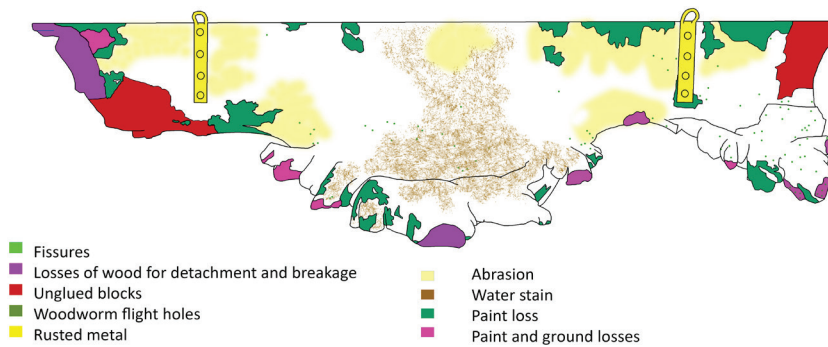 Fissures
Losses of wood for detachment and breakage
Unglued blocks
Woodworm flight holes
Rusted metal
Abrasion
Water stain
Paint loss
Paint and ground losses